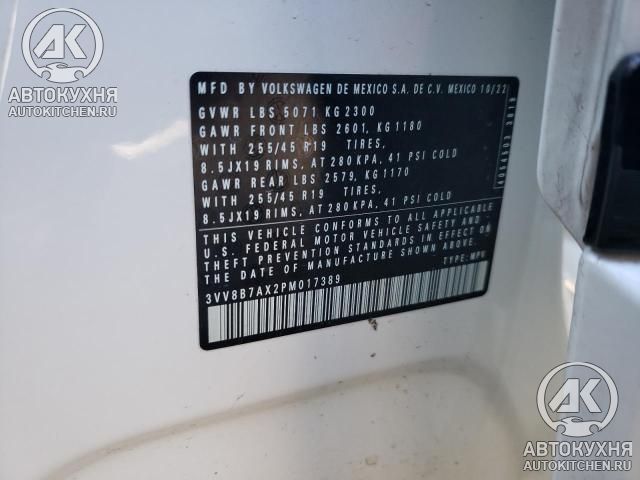 АВТОКУХНЯ
AUTOKITCHEN.RU
MFD BY VOLKSWAGEN DE MEXICO S.A. DE C.V. MEXICO 10/22
GVWR LBS 5071 KG 2300
GAWR FRONT LBS 2601, KG 1180
WITH 255/45 R19 TIRES,
8.5JX19 RIMS, AT 280 KPA, 41 PSI COLD
GAWR REAR LBS 2579, KG 1170
WITH 255/45 R19 TIRES,
8.5JX19 RIMS, AT 280 KPA, 41 PSI COLD
THIS VEHICLE CONFORMS TO ALL APPLICABLE
U.S. FEDERAL MOTOR VEHICLE SAFETY AND
THEFT PREVENTION STANDARDS IN EFFECT ON
THE DATE OF MANUFACTURE SHOWN ABOVE.
TYPE: MPV
3VV8B7AX2PM017389
АК
АВТОКУХНЯ
AUTOKITCHEN.RU